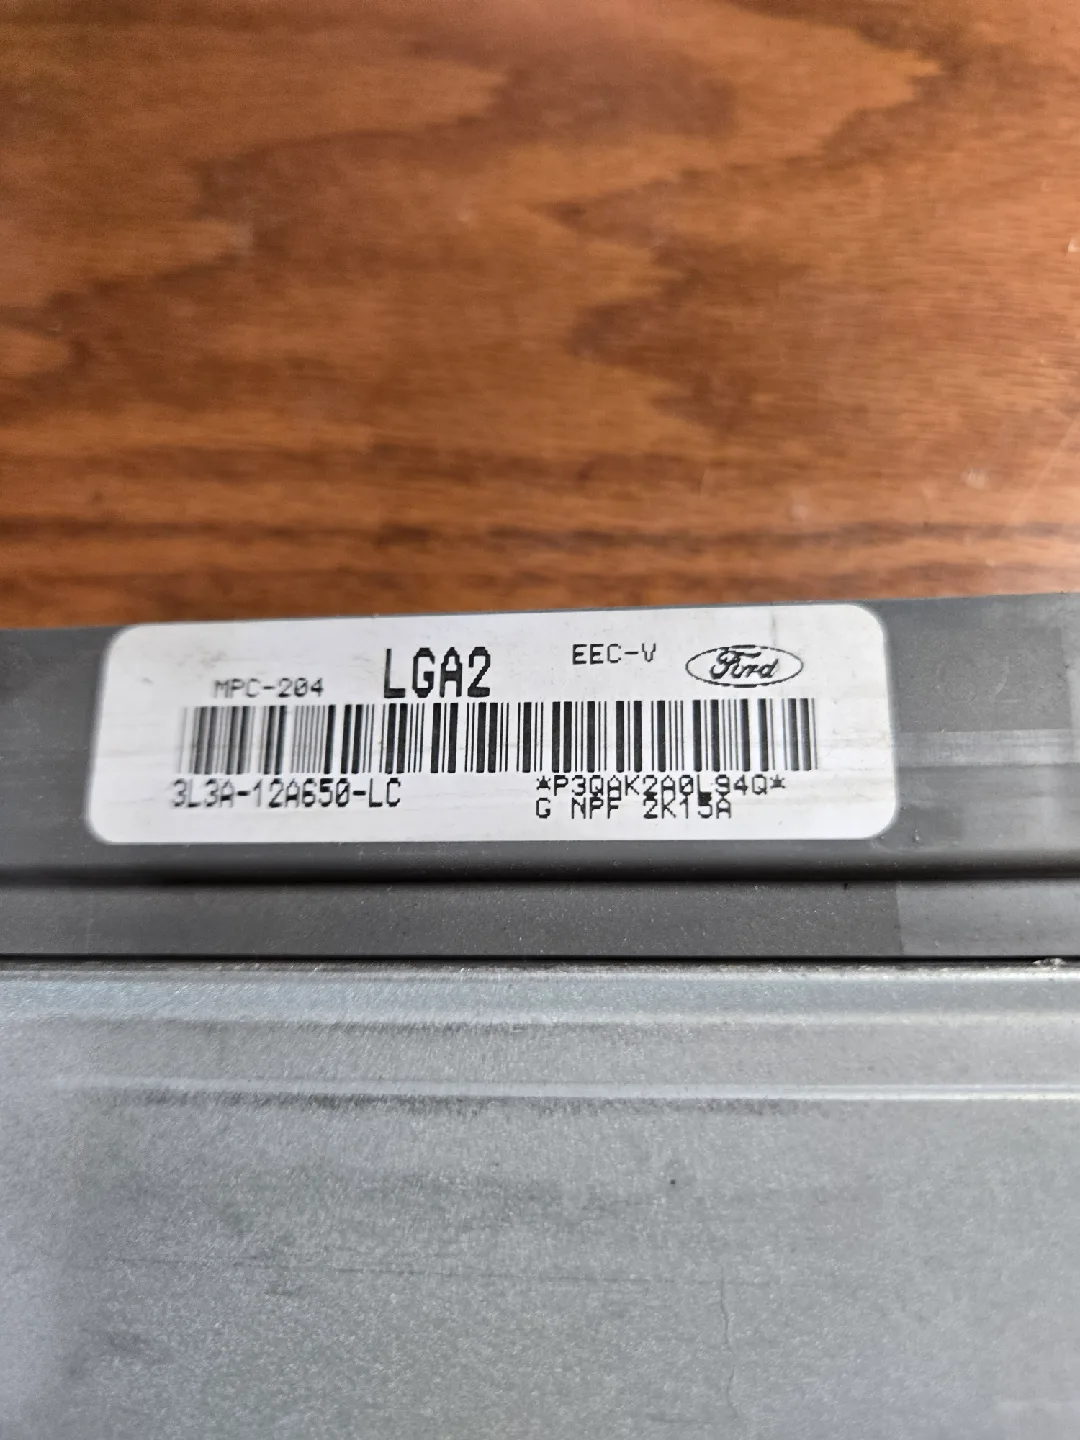 MPC-204 LGA2 EEC-V Ford
3L3A-12A650-LC *P3QAK2A0L94Q*
G NPF 2K15A